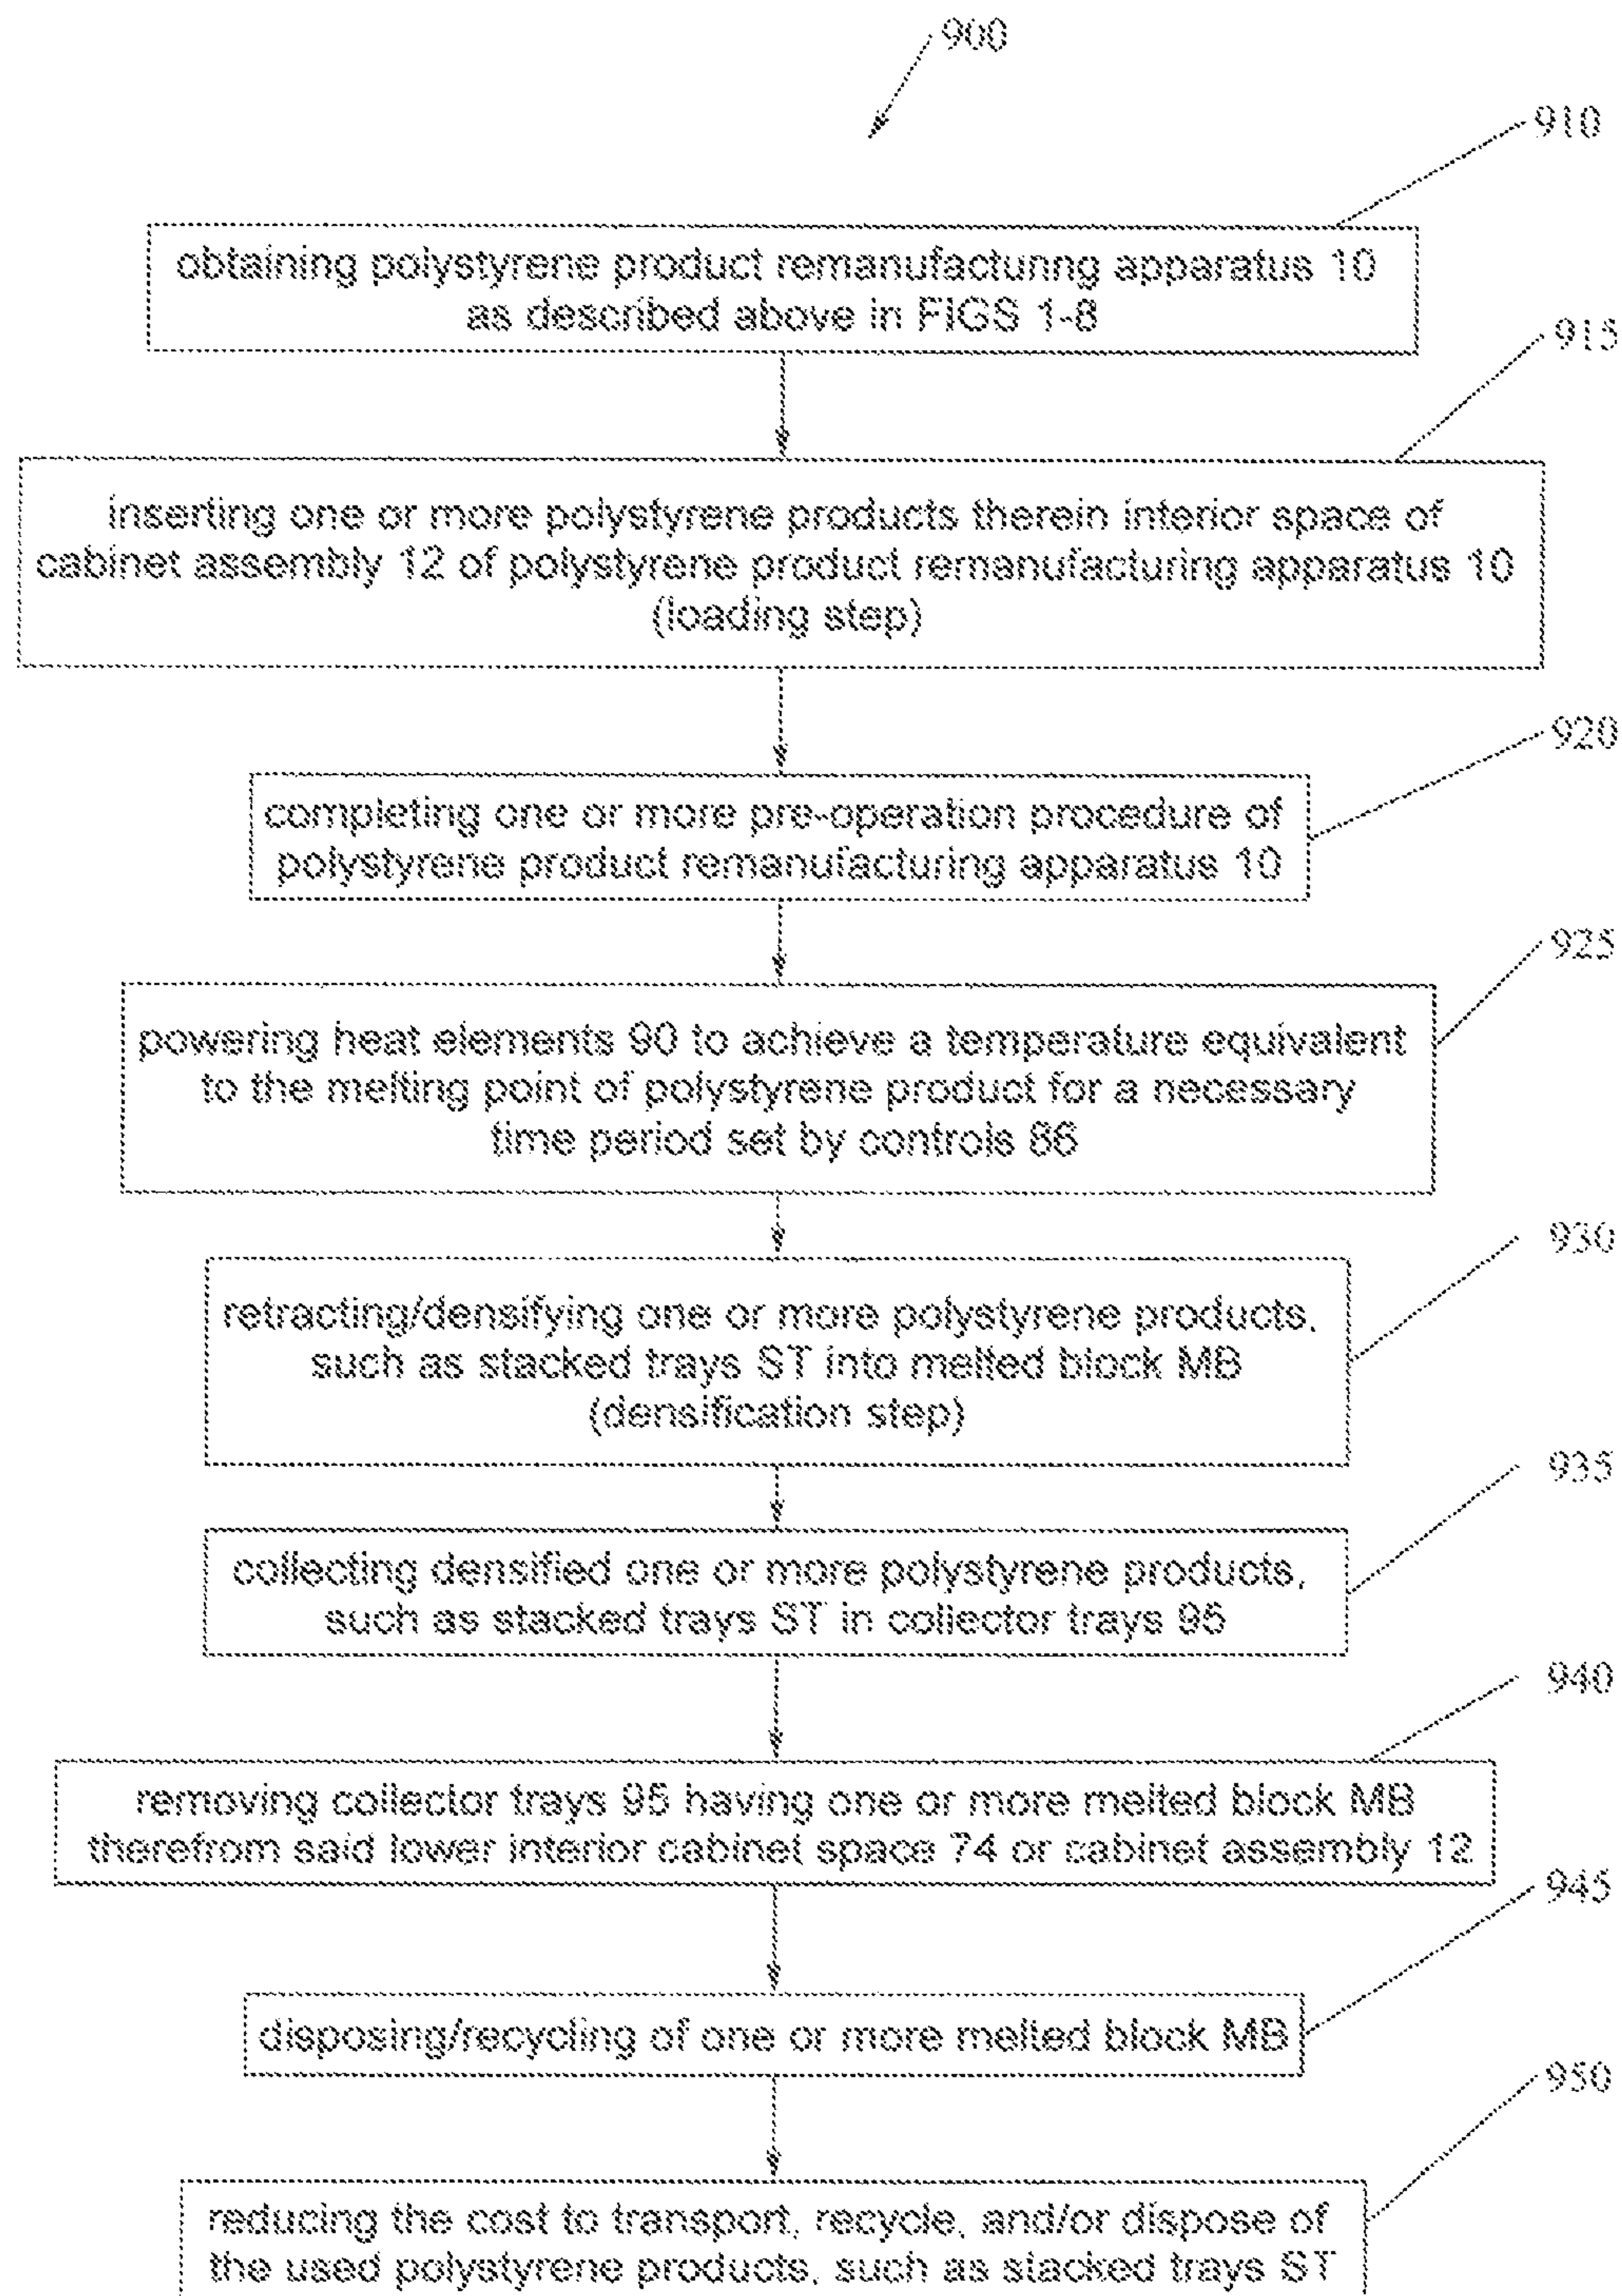 900
910
obtaining polystyrene product remanufacturing apparatus 10
as described above in FIGS 1-8
915
inserting one or more polystyrene products therein interior space of
cabinet assembly 12 of polystyrene product remanufacturing apparatus 10
(loading step)
920
completing one or more pre-operation procedure of
polystyrene product remanufacturing apparatus 10
925
powering heat elements 90 to achieve a temperature equivalent
to the melting point of polystyrene product for a necessary
time period set by controls 86
930
retracting/densifying one or more polystyrene products,
such as stacked trays ST into melted block MB
(densification step)
935
collecting densified one or more polystyrene products,
such as stacked trays ST in collector trays 95
940
removing collector trays 95 having one or more melted block MB
therefrom said lower interior cabinet space 74 or cabinet assembly 12
945
disposing/recycling of one or more melted block MB
950
reducing the cost to transport, recycle, and/or dispose of
the used polystyrene products, such as stacked trays ST